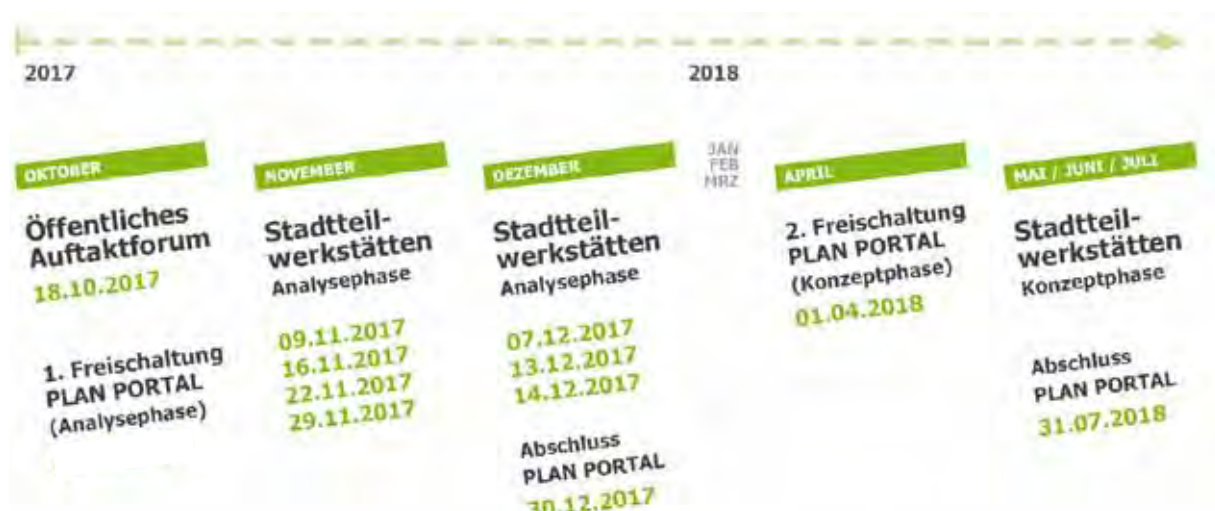 2017
2018
OKTOBER
Öffentliches
Auftaktforum
18.10.2017
1. Freischaltung
PLAN PORTAL
(Analysephase)
NOVEMBER
Stadtteil-
werkstätten
Analysephase
09.11.2017
16.11.2017
22.11.2017
29.11.2017
DEZEMBER
Stadtteil-
werkstätten
Analysephase
07.12.2017
13.12.2017
14.12.2017
Abschluss
PLAN PORTAL
30.12.2017
JAN
FEB
MRZ
APRIL
2. Freischaltung
PLAN PORTAL
(Konzeptphase)
01.04.2018
MAI / JUNI / JULI
Stadtteil-
werkstätten
Konzeptphase
Abschluss
PLAN PORTAL
31.07.2018